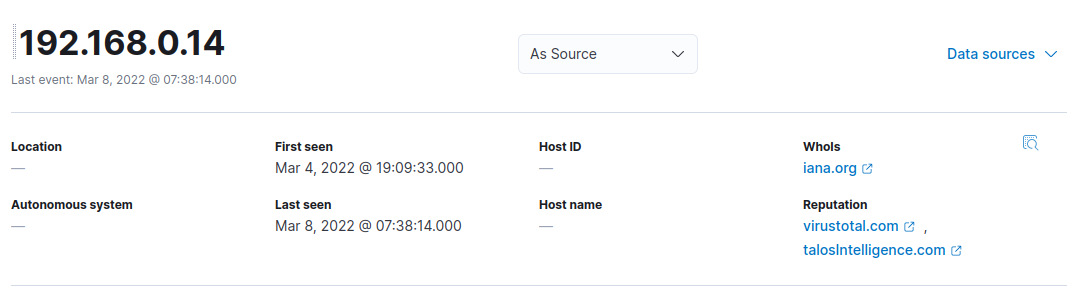 192.168.0.14
As Source
Data sources
Last event: Mar 8, 2022 @ 07:38:14.000
Location
First seen
Host ID
WhoIs
—
Mar 4, 2022 @ 19:09:33.000
—
iana.org
Autonomous system
Last seen
Host name
Reputation
—
Mar 8, 2022 @ 07:38:14.000
—
virustotal.com ,
talosIntelligence.com